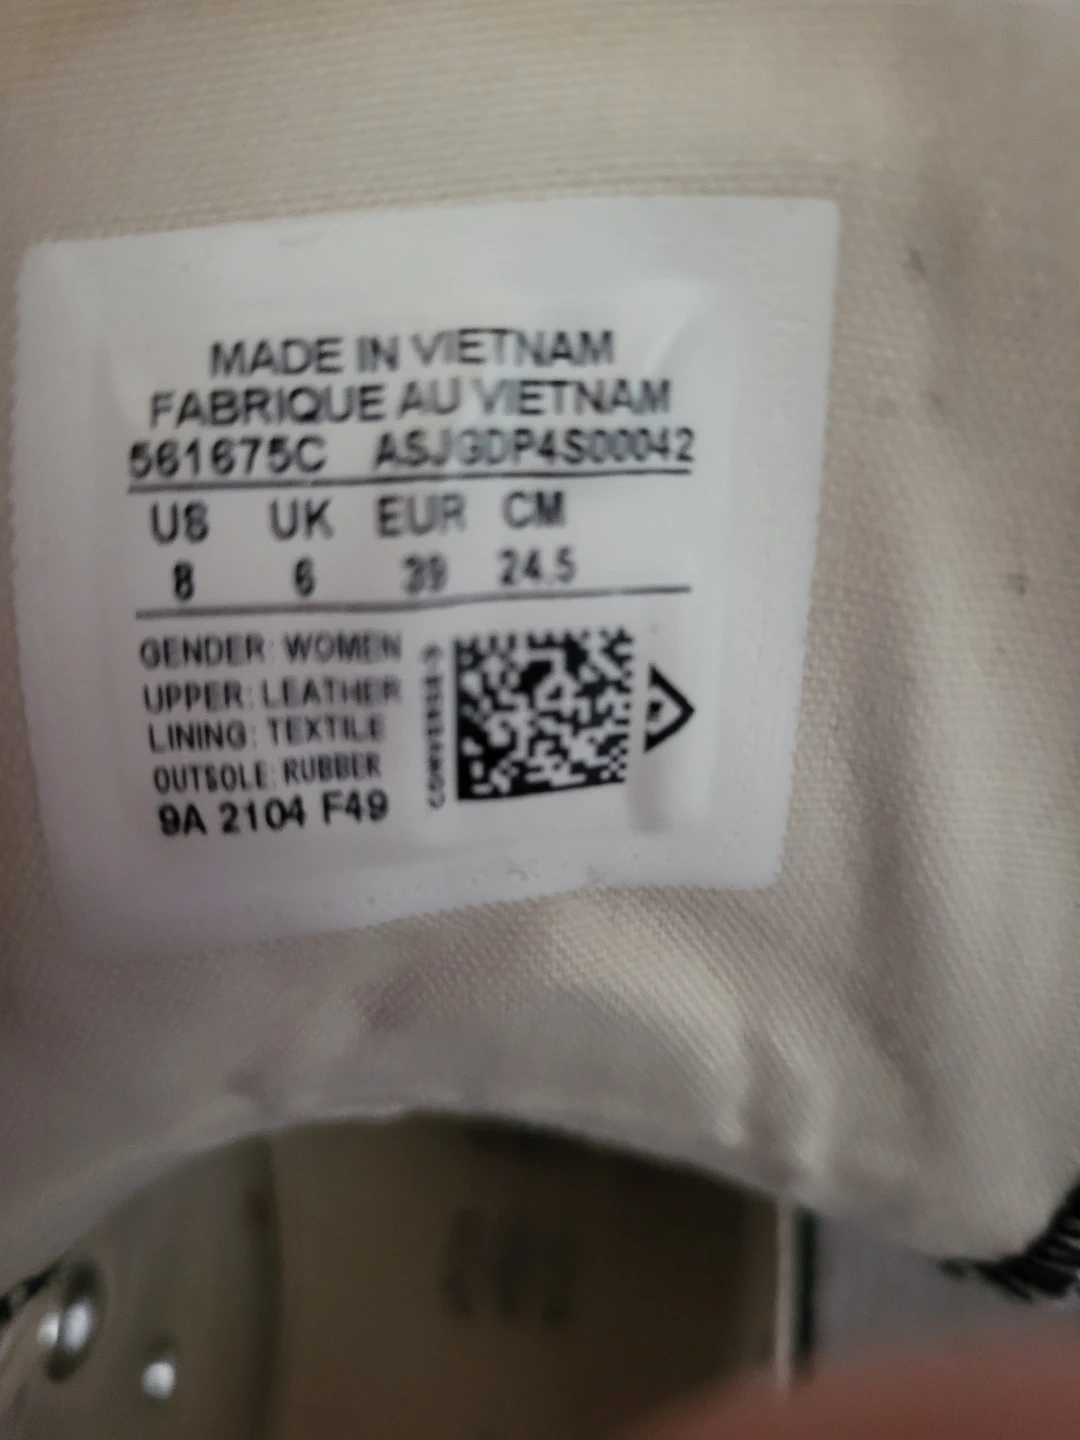 MADE IN VIETNAM
FABRIQUE AU VIETNAM
561675C ASJGDP4S00042
US UK EUR CM
8 6 39 24.5
GENDER: WOMEN
UPPER: LEATHER
LINING: TEXTILE
OUTSOLE: RUBBER
9A 2104 F49
CONVERSE